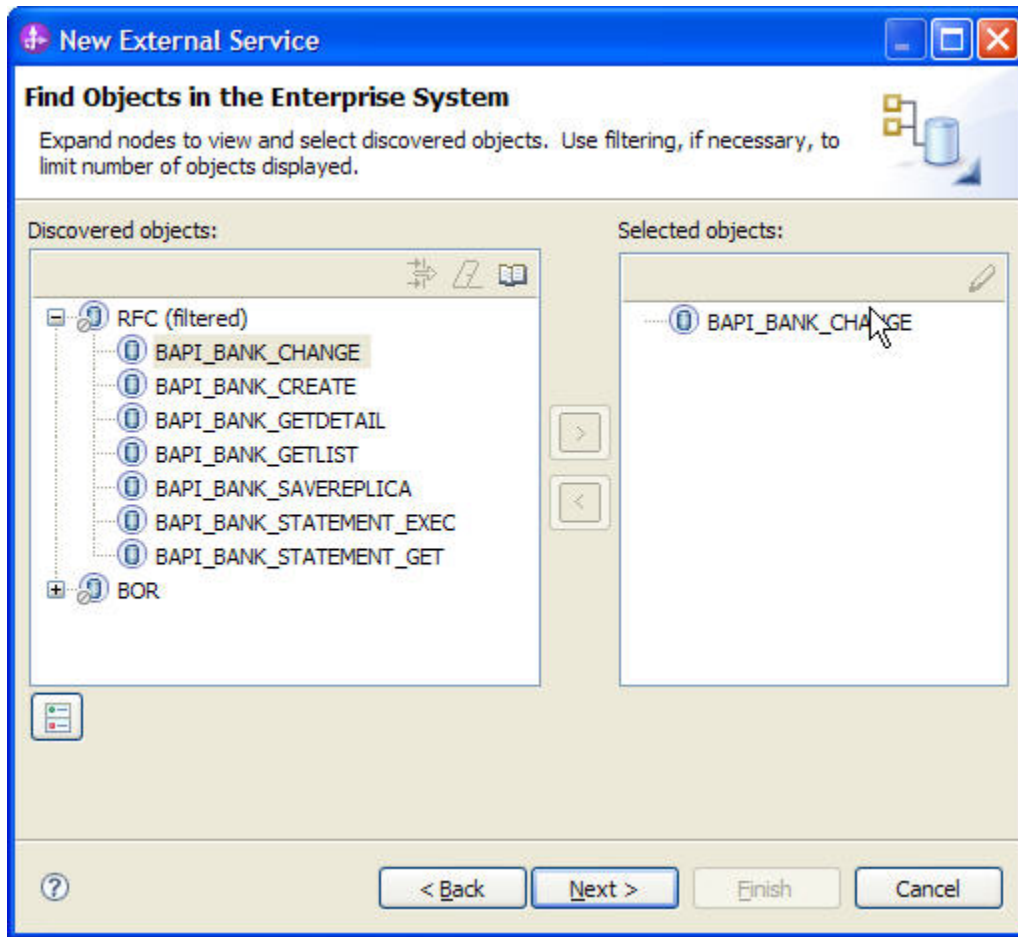 New External Service
Find Objects in the Enterprise System
Expand nodes to view and select discovered objects.  Use filtering, if necessary, to
limit number of objects displayed.
Discovered objects:
RFC (filtered)
BAPI_BANK_CHANGE
BAPI_BANK_CREATE
BAPI_BANK_GETDETAIL
BAPI_BANK_GETLIST
BAPI_BANK_SAVEREPLICA
BAPI_BANK_STATEMENT_EXEC
BAPI_BANK_STATEMENT_GET
BOR
>
<
Selected objects:
BAPI_BANK_CHANGE
?
< Back
Next >
Finish
Cancel